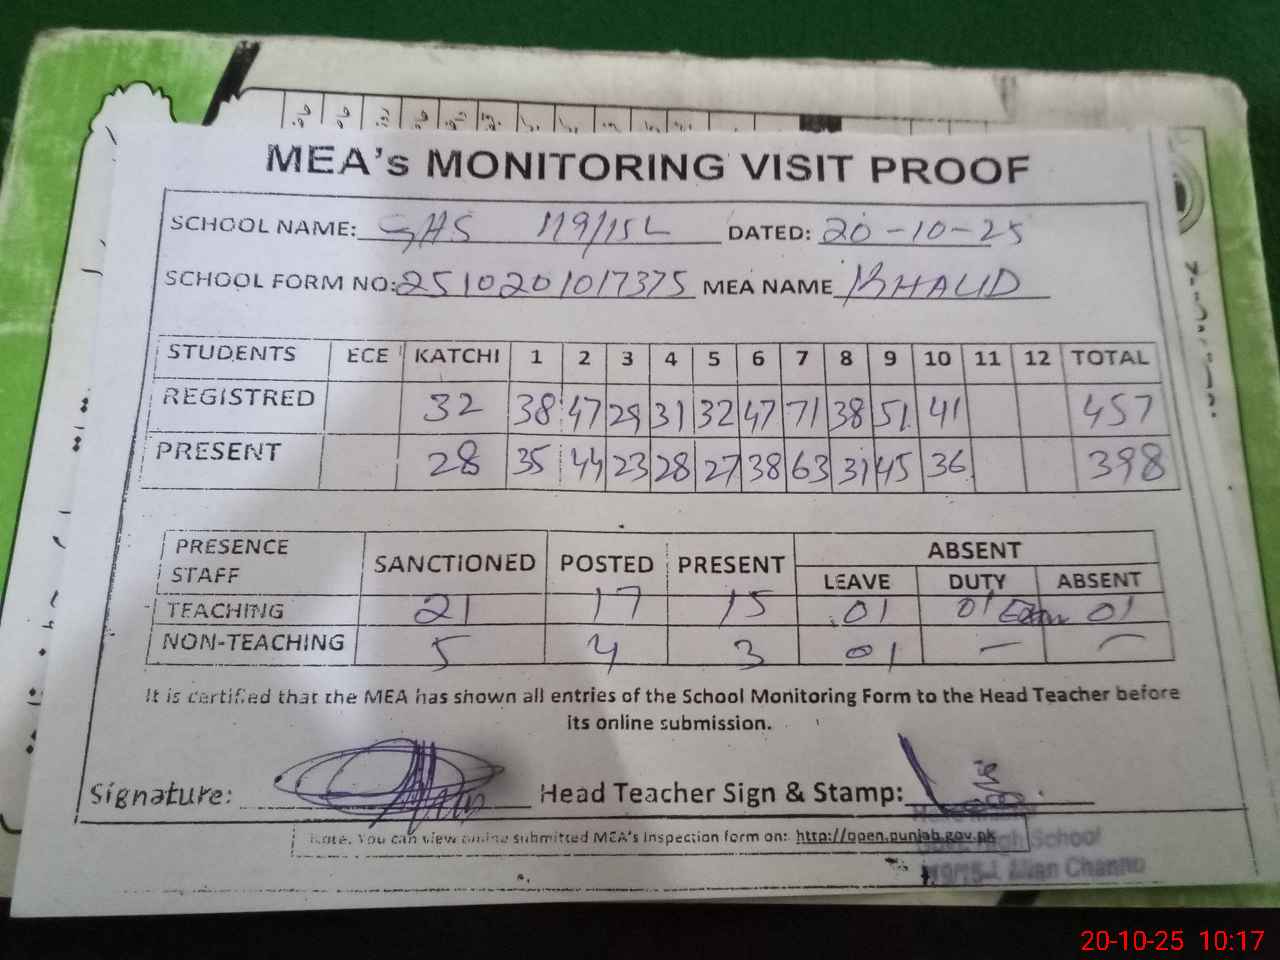 MEA's MONITORING VISIT PROOF
SCHOOL NAME: GHS 119/15L DATED: 20-10-25
SCHOOL FORM NO: 2510201017375 MEA NAME KHALID
STUDENTS ECE KATCHI 1 2 3 4 5 6 7 8 9 10 11 12 TOTAL
REGISTRED 32 38 47 29 31 32 47 71 38 51 41 457
PRESENT 28 35 44 23 28 27 38 63 31 45 36 398
PRESENCE STAFF SANCTIONED POSTED PRESENT ABSENT
LEAVE DUTY ABSENT
TEACHING 21 17 15 01 01 Exam 01
NON-TEACHING 5 4 3 01 – –
It is certified that the MEA has shown all entries of the School Monitoring Form to the Head Teacher before
its online submission.
Signature: Head Teacher Sign & Stamp:
Note. You can view online submitted MEA's Inspection form on: http://open.punjab.gov.pk
High School
119/15-L Mian Channu
20-10-25 10:17